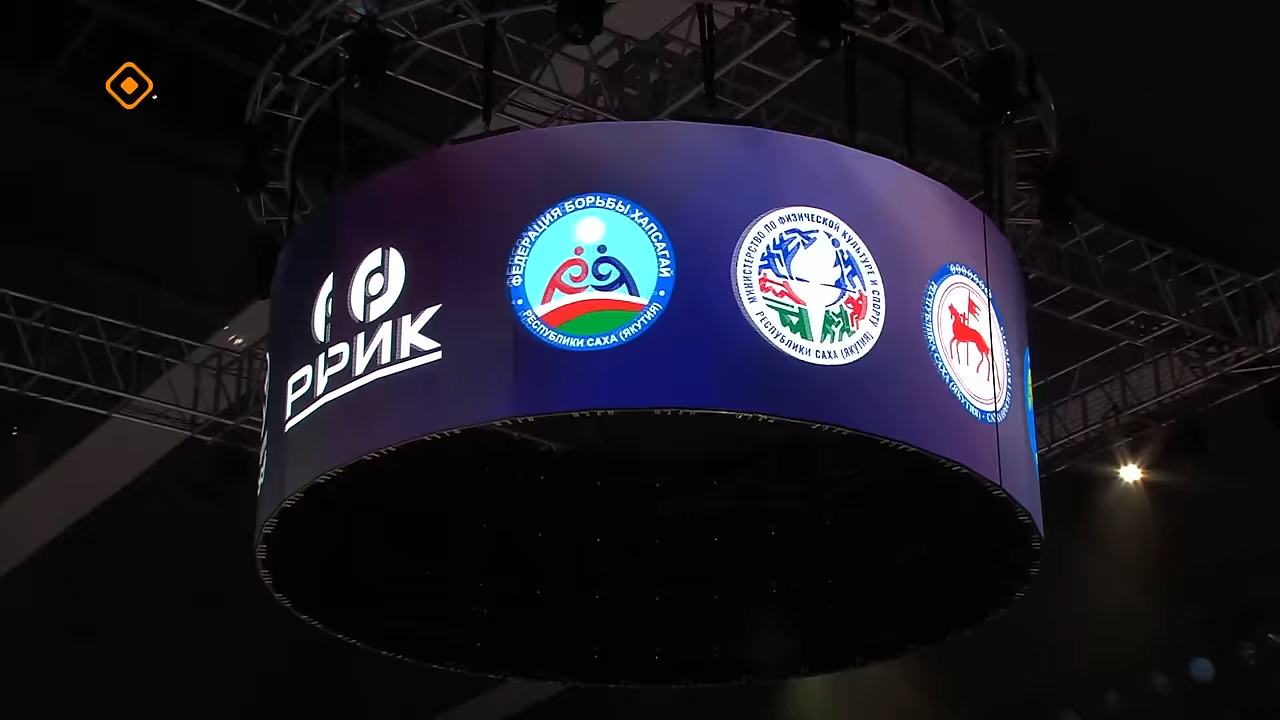 РРИК
ФЕДЕРАЦИЯ БОРЬБЫ ХАПСАГАЙ
РЕСПУБЛИКИ САХА (ЯКУТИЯ)
МИНИСТЕРСТВО ПО ФИЗИЧЕСКОЙ КУЛЬТУРЕ И СПОРТУ
РЕСПУБЛИКИ САХА (ЯКУТИЯ)
РЕСПУБЛИКА САХА (ЯКУТИЯ)